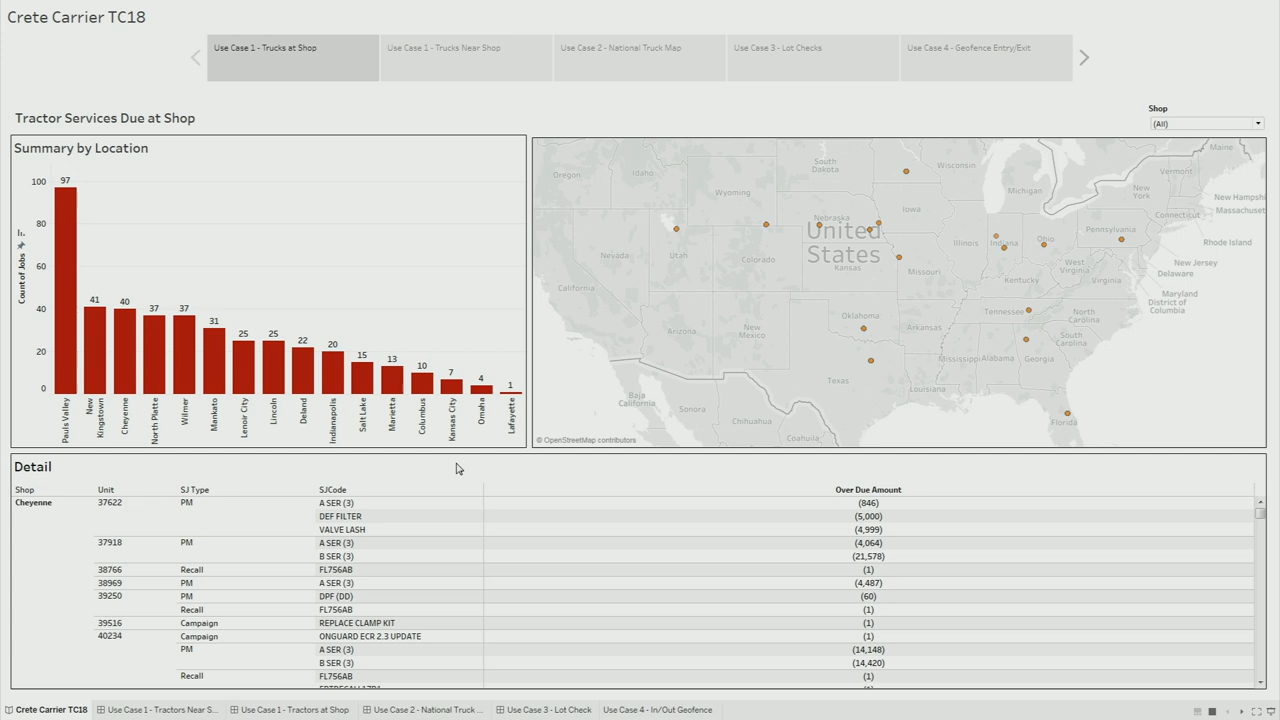 Crete Carrier TC18
Use Case 1 - Trucks at Shop
Use Case 1 - Trucks Near Shop
Use Case 2 - National Truck Map
Use Case 3 - Lot Checks
Use Case 4 - Geofence Entry/Exit
Tractor Services Due at Shop
Shop
(All)
Summary by Location
Count of Jobs
100
80
60
40
20
0
97
41
40
37
37
31
25
25
22
20
15
13
10
7
4
1
Pauls Valley
New Kingstown
Cheyenne
North Platte
Wilmer
Mankato
Lenoir City
Lincoln
Deland
Indianapolis
Salt Lake
Marietta
Columbus
Kansas City
Omaha
Lafayette
Oregon
Idaho
Wyoming
South Dakota
Wisconsin
Michigan
Maine
Vermont
New York
New Hampshi
Massachuset
Connecticut
Rhode Island
Nebraska
Iowa
United States
Nevada
Utah
Colorado
Kansas
Illinois
Indiana
Ohio
Pennsylvania
New Jersey
Delaware
Maryland
District of Columbia
West Virginia
Virginia
Missouri
Kentucky
California
Arizona
New Mexico
Oklahoma
Arkansas
Tennessee
North Carolina
South Carolina
Mississippi
Alabama
Georgia
Texas
Louisiana
Florida
Baja California
Sonora
Chihuahua
Coahuila
© OpenStreetMap contributors
Detail
Shop Unit SJ Type SJCode Over Due Amount
Cheyenne 37622 PM A SER (3) (846)
DEF FILTER (5,000)
VALVE LASH (4,999)
37918 PM A SER (3) (4,064)
B SER (3) (21,578)
38766 Recall FL756AB (1)
38969 PM A SER (3) (4,487)
39250 PM DPF (DD) (60)
Recall FL756AB (1)
39516 Campaign REPLACE CLAMP KIT (1)
40234 Campaign ONGUARD ECR 2.3 UPDATE (1)
PM A SER (3) (14,148)
B SER (3) (14,420)
Recall FL756AB (1)
Crete Carrier TC18
Use Case 1 - Tractors Near S...
Use Case 1 - Tractors at Shop
Use Case 2 - National Truck ...
Use Case 3 - Lot Check
Use Case 4 - In/Out Geofence